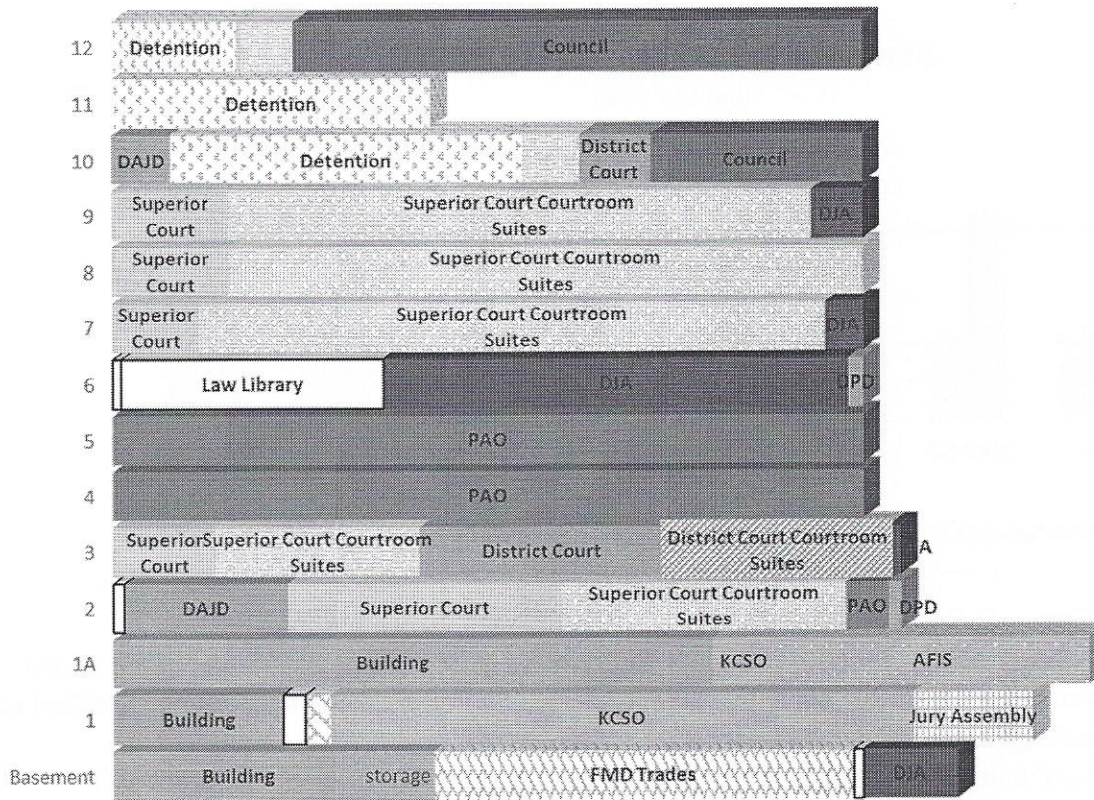 12 Detention Council
11 Detention
10 DAJD Detention District Court Council
9 Superior Court Superior Court Courtroom Suites DJA
8 Superior Court Superior Court Courtroom Suites
7 Superior Court Superior Court Courtroom Suites DJA
6 Law Library DJA DPD
5 PAO
4 PAO
3 Superior Court Superior Court Courtroom Suites District Court District Court Courtroom Suites A
2 DAJD Superior Court Superior Court Courtroom Suites PAO DPD
1A Building KCSO AFIS
1 Building KCSO Jury Assembly
Basement Building storage FMD Trades DJA